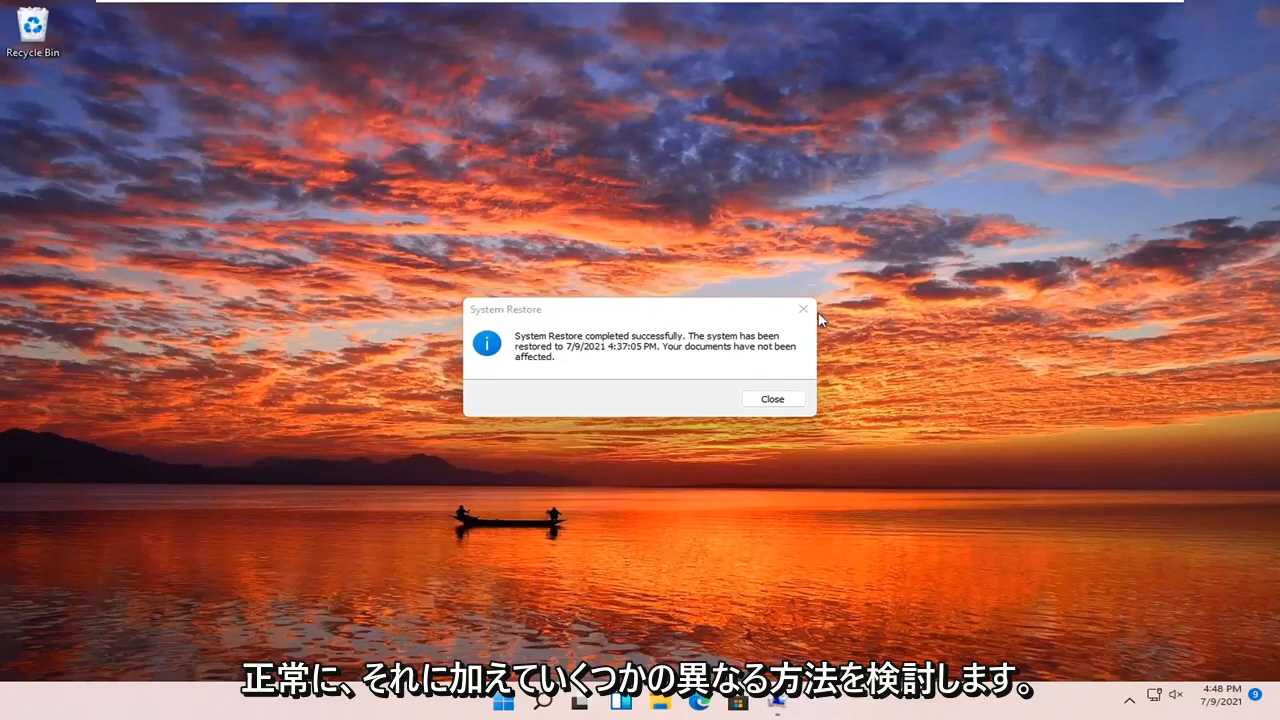 Recycle Bin
System Restore
System Restore completed successfully. The system has been
restored to 7/9/2021 4:37:05 PM. Your documents have not been
affected.
Close
正常に、それに加えていくつかの異なる方法を検討します。
4:48 PM
7/9/2021
9